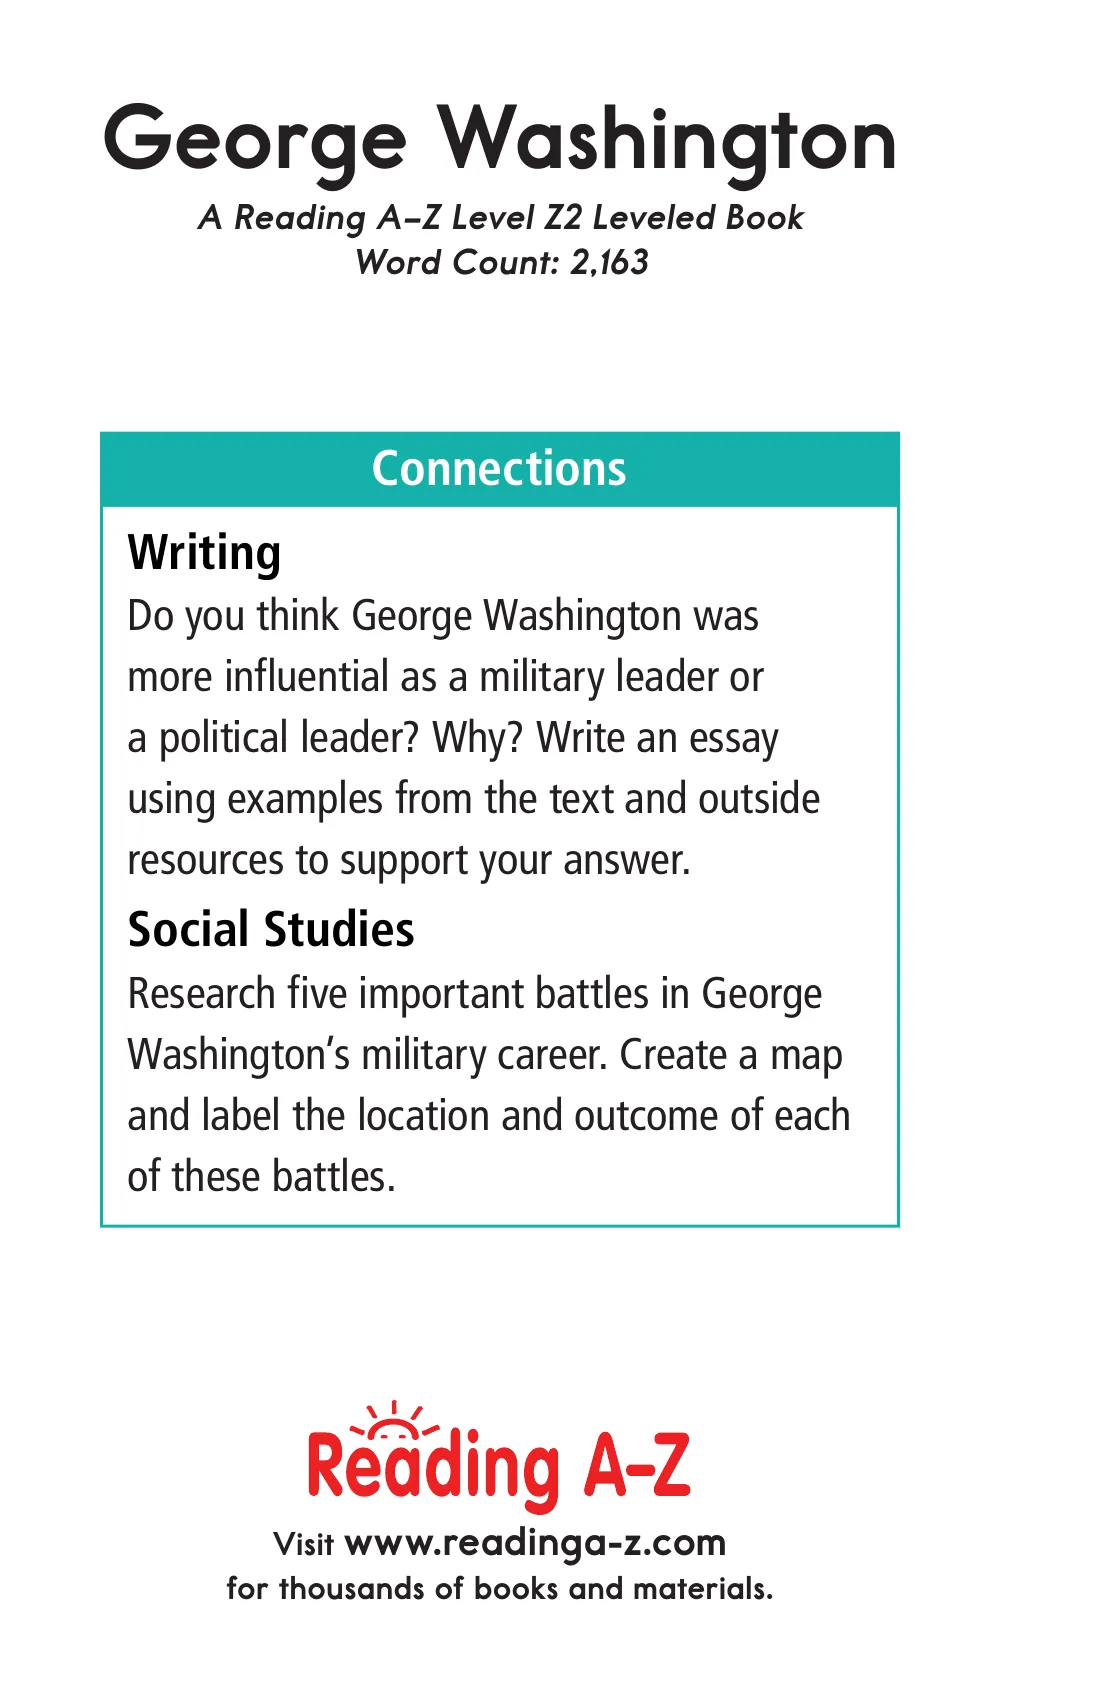 George Washington
A Reading A–Z Level Z2 Leveled Book
Word Count: 2,163
Connections
Writing
Do you think George Washington was
more influential as a military leader or
a political leader? Why? Write an essay
using examples from the text and outside
resources to support your answer.
Social Studies
Research five important battles in George
Washington’s military career. Create a map
and label the location and outcome of each
of these battles.
Reading A–Z
Visit www.readinga-z.com
for thousands of books and materials.